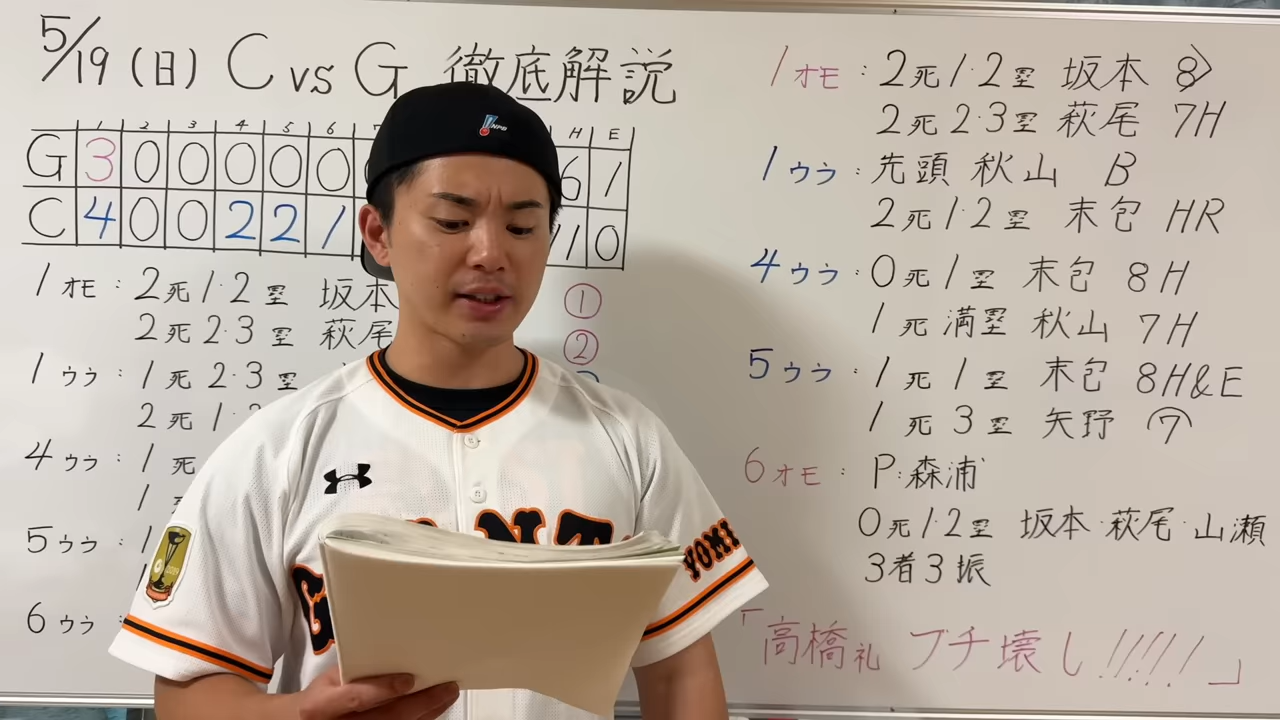 5/19(日) C vs G 徹底解説
1 2 3 4 5 6 H E
G 3 0 0 0 0 0 6 1
C 4 0 0 2 2 1 10 0
1オモ:2死1・2塁 坂本 ①
2死2・3塁 萩尾 ②
1ウラ:1死2・3塁
2死1・2
4ウラ:1死
1
5ウラ:1
6ウラ
1オモ:2死1・2塁 坂本 8
2死2・3塁 萩尾 7H
1ウラ:先頭 秋山 B
2死1・2塁 末包 HR
4ウラ:0死1塁 末包 8H
1死満塁 秋山 7H
5ウラ:1死1塁 末包 8H&E
1死3塁 矢野 ⑦
6オモ:P:森浦
0死1・2塁 坂本・萩尾・山瀬
3者3振
「高橋礼 ブチ壊し!!!!!」
NPB
YOMI